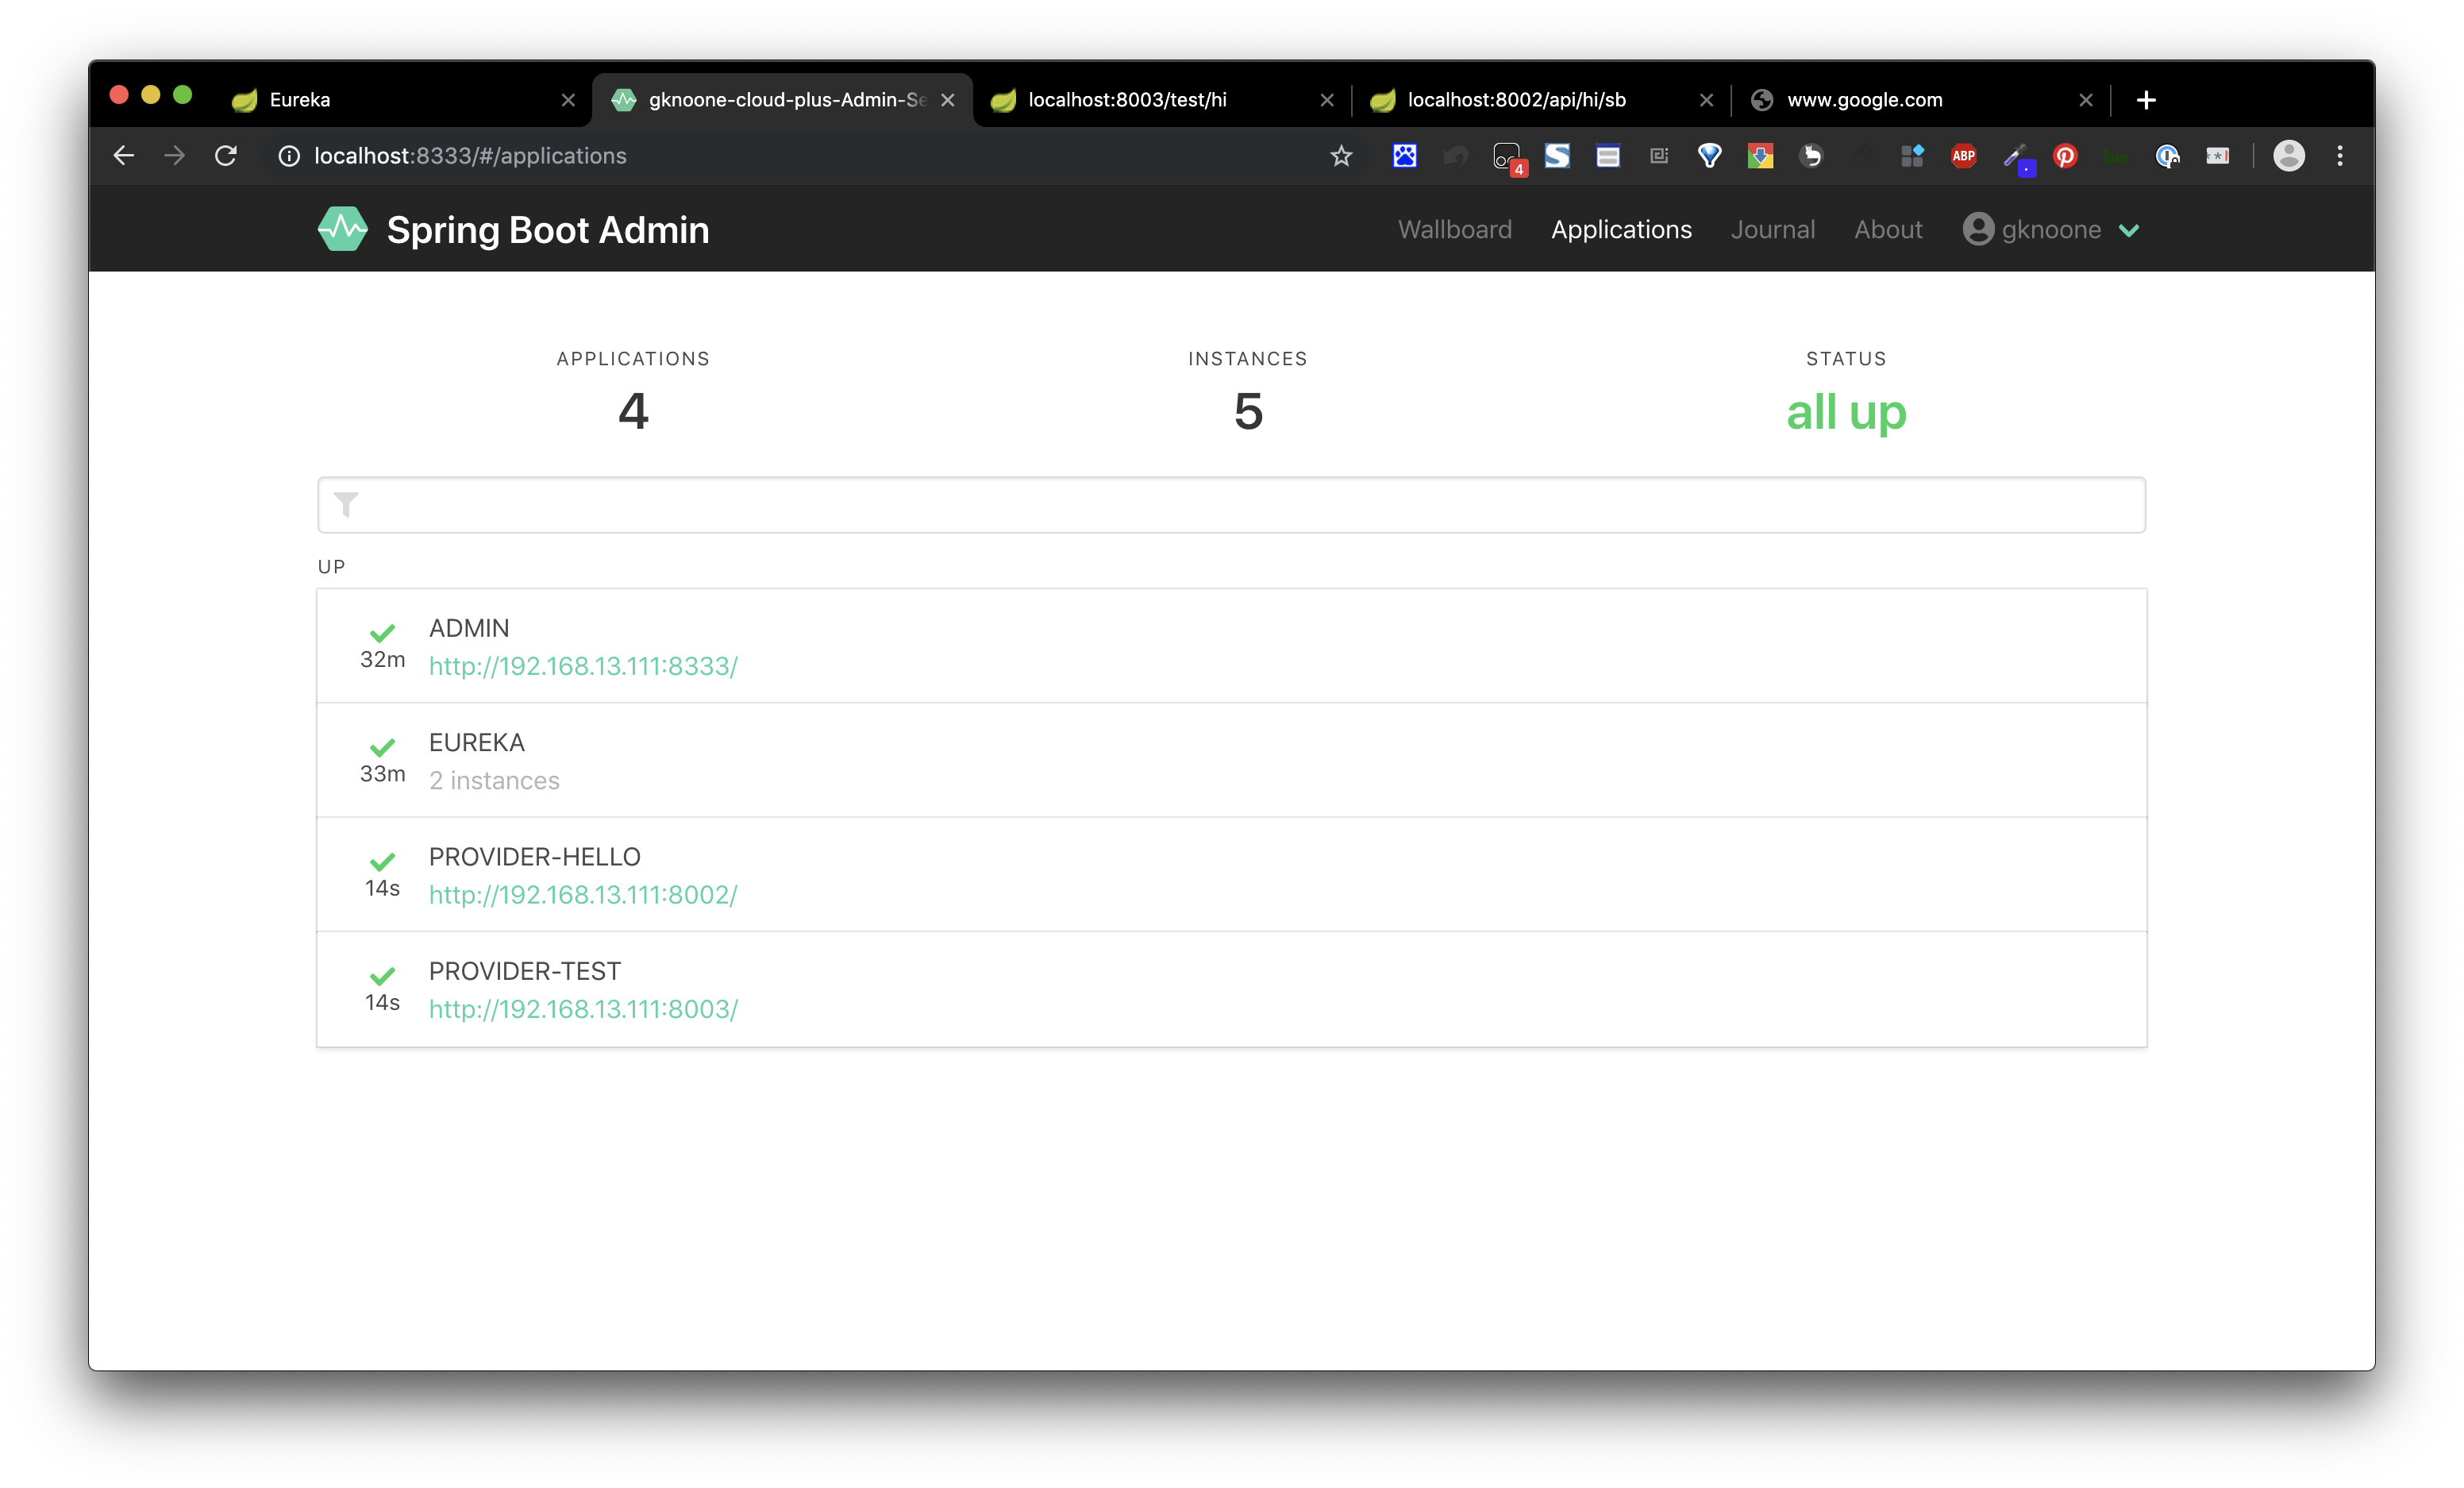 Eureka
gknoone-cloud-plus-Admin-Se
localhost:8003/test/hi
localhost:8002/api/hi/sb
www.google.com
localhost:8333/#/applications
4
ABP
Spring Boot Admin
Wallboard
Applications
Journal
About
gknoone
APPLICATIONS
4
INSTANCES
5
STATUS
all up
UP
ADMIN
32m
http://192.168.13.111:8333/
EUREKA
33m
2 instances
PROVIDER-HELLO
14s
http://192.168.13.111:8002/
PROVIDER-TEST
14s
http://192.168.13.111:8003/